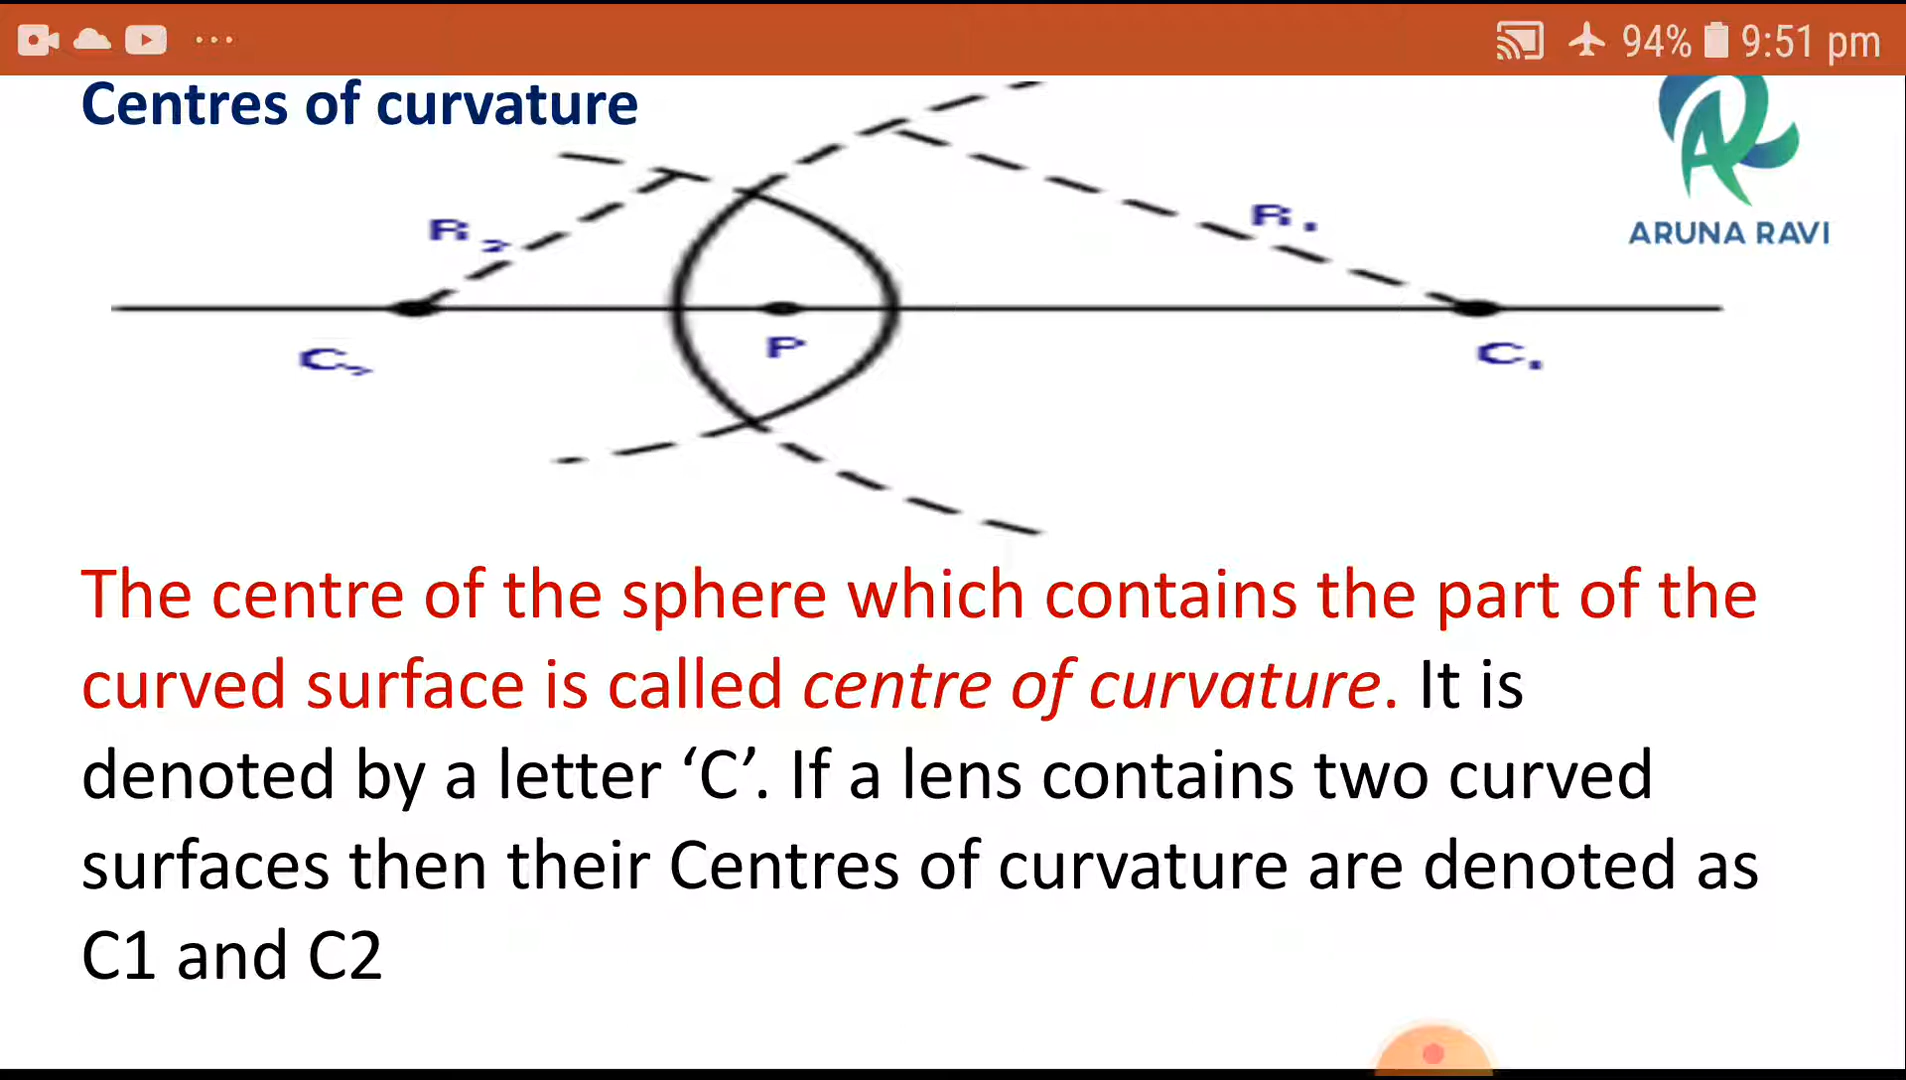 94% 9:51 pm
Centres of curvature
ARUNA RAVI
R₂
R₁
P
C₂
C₁
The centre of the sphere which contains the part of the
curved surface is called centre of curvature. It is
denoted by a letter ‘C’. If a lens contains two curved
surfaces then their Centres of curvature are denoted as
C1 and C2